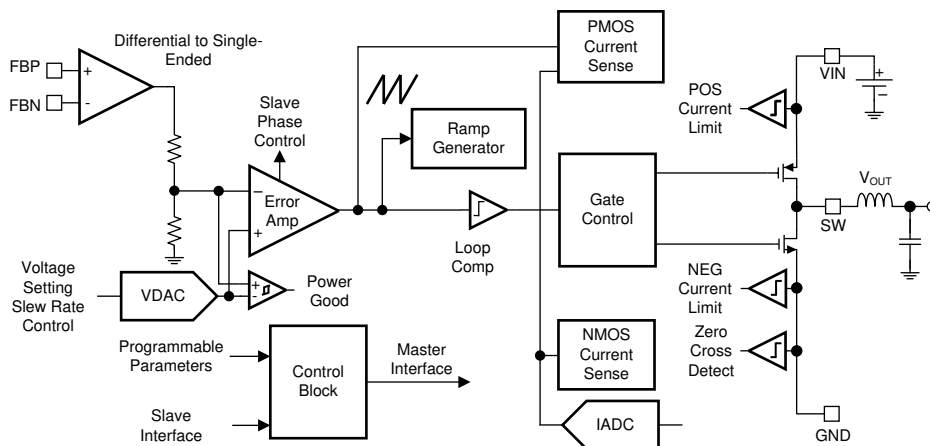 Differential to Single-
Ended
FBP
FBN
+
-
Slave
Phase
Control
Ramp
Generator
PMOS
Current
Sense
VIN
+
−
POS
Current
Limit
−
Error
Amp
+
Loop
Comp
Gate
Control
VOUT
SW
Voltage
Setting
Slew Rate
Control
VDAC
+
-
Power
Good
NEG
Current
Limit
Programmable
Parameters
Control
Block
Master
Interface
NMOS
Current
Sense
Zero
Cross
Detect
Slave
Interface
IADC
GND